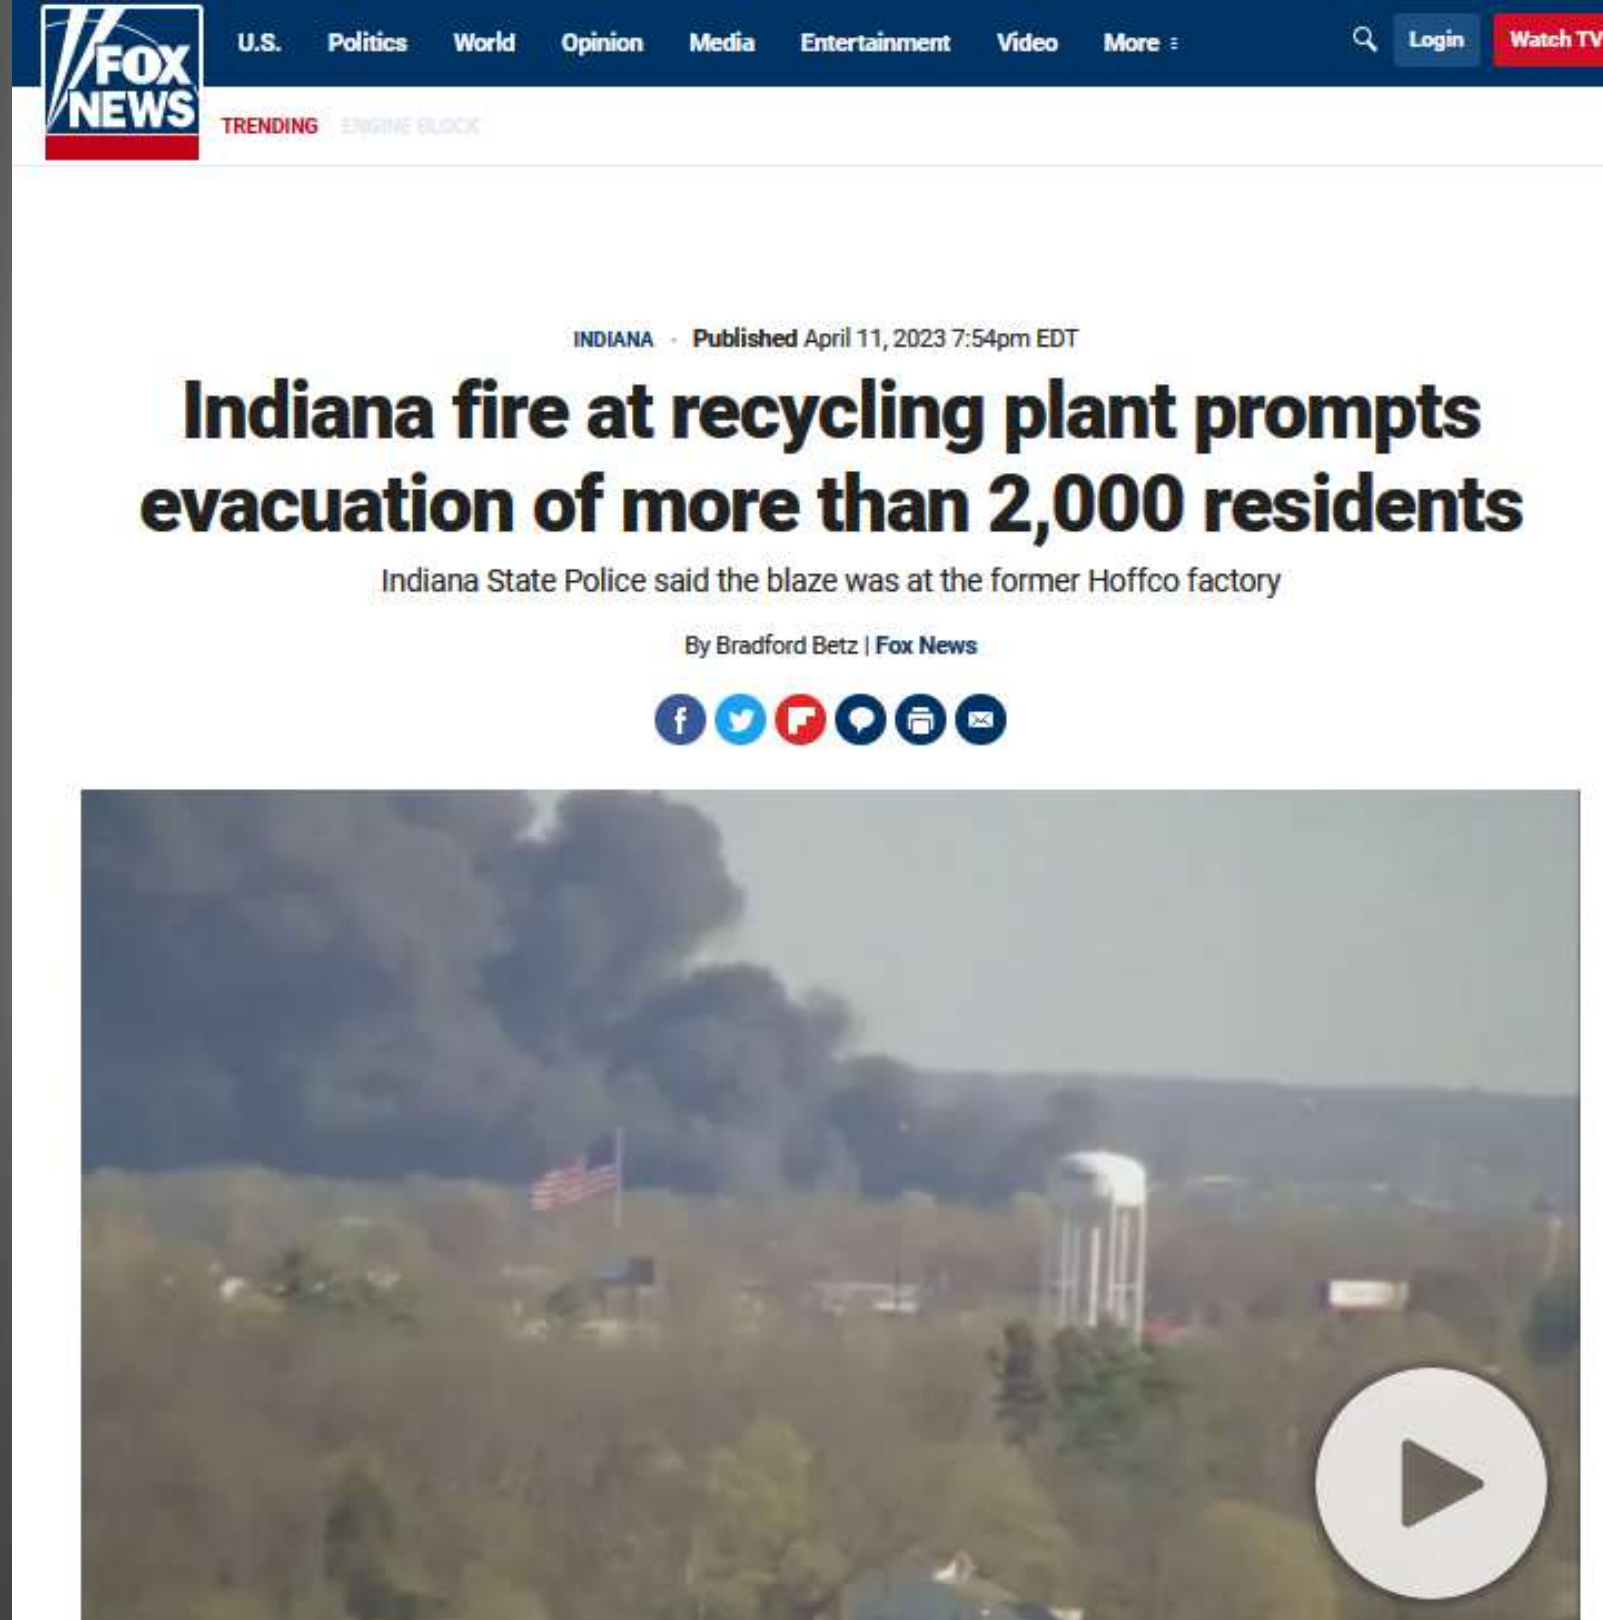 FOX
NEWS
U.S. Politics World Opinion Media Entertainment Video More Login Watch TV
TRENDING ENGINE BLOCK
INDIANA · Published April 11, 2023 7:54pm EDT
Indiana fire at recycling plant prompts
evacuation of more than 2,000 residents
Indiana State Police said the blaze was at the former Hoffco factory
By Bradford Betz | Fox News